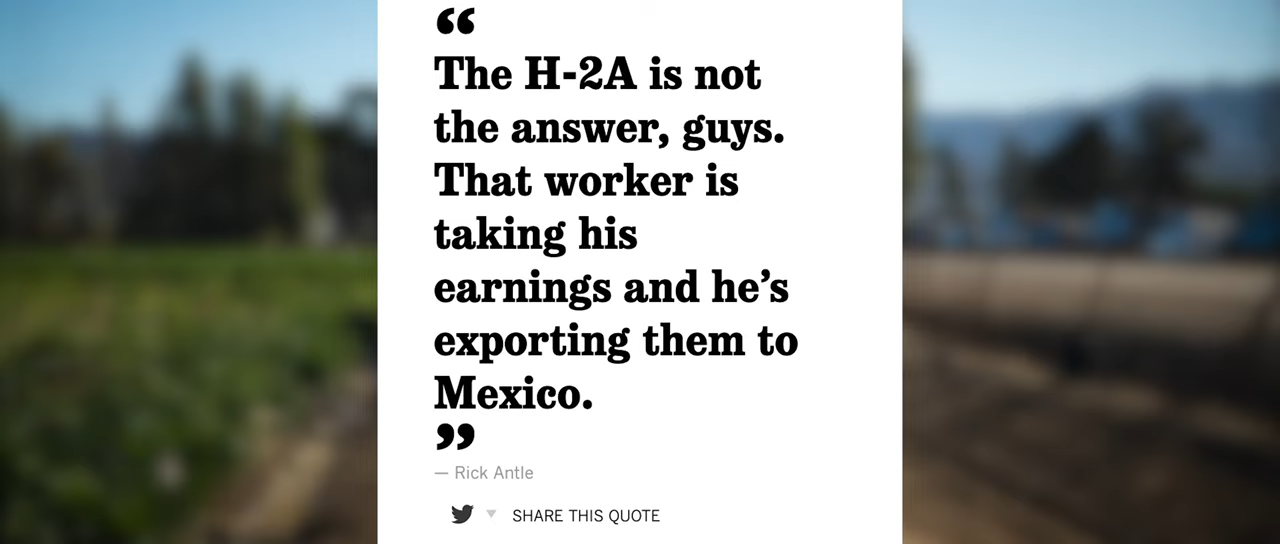 “
The H-2A is not
the answer, guys.
That worker is
taking his
earnings and he’s
exporting them to
Mexico.
”
— Rick Antle
SHARE THIS QUOTE